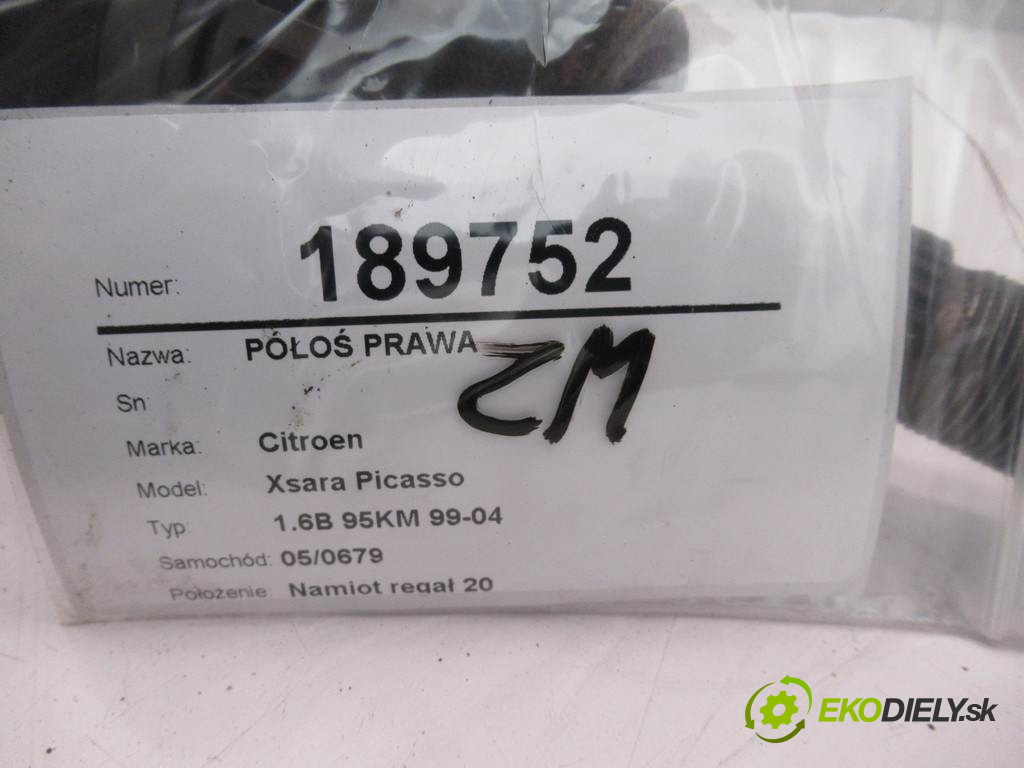 Numer: 189752
Nazwa: PÓŁOŚ PRAWA
ZM
Sn
Marka: Citroen
Model: Xsara Picasso
Typ: 1.6B 95KM 99-04
Samochód: 05/0679
Położenie: Namiot regał 20
EKODIELY.sk